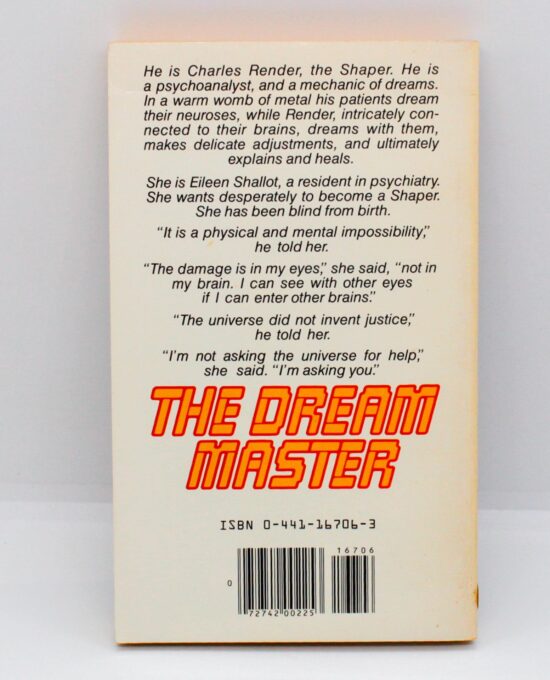 He is Charles Render, the Shaper. He is
a psychoanalyst, and a mechanic of dreams.
In a warm womb of metal his patients dream
their neuroses, while Render, intricately con-
nected to their brains, dreams with them,
makes delicate adjustments, and ultimately
explains and heals.
She is Eileen Shallot, a resident in psychiatry.
She wants desperately to become a Shaper.
She has been blind from birth.
“It is a physical and mental impossibility,”
he told her.
“The damage is in my eyes,” she said, “not in
my brain. I can see with other eyes
if I can enter other brains.”
“The universe did not invent justice,”
he told her.
“I’m not asking the universe for help,”
she said. “I’m asking you.”
THE DREAM
MASTER
ISBN 0-441-16706-3
16706
0
72742 00225